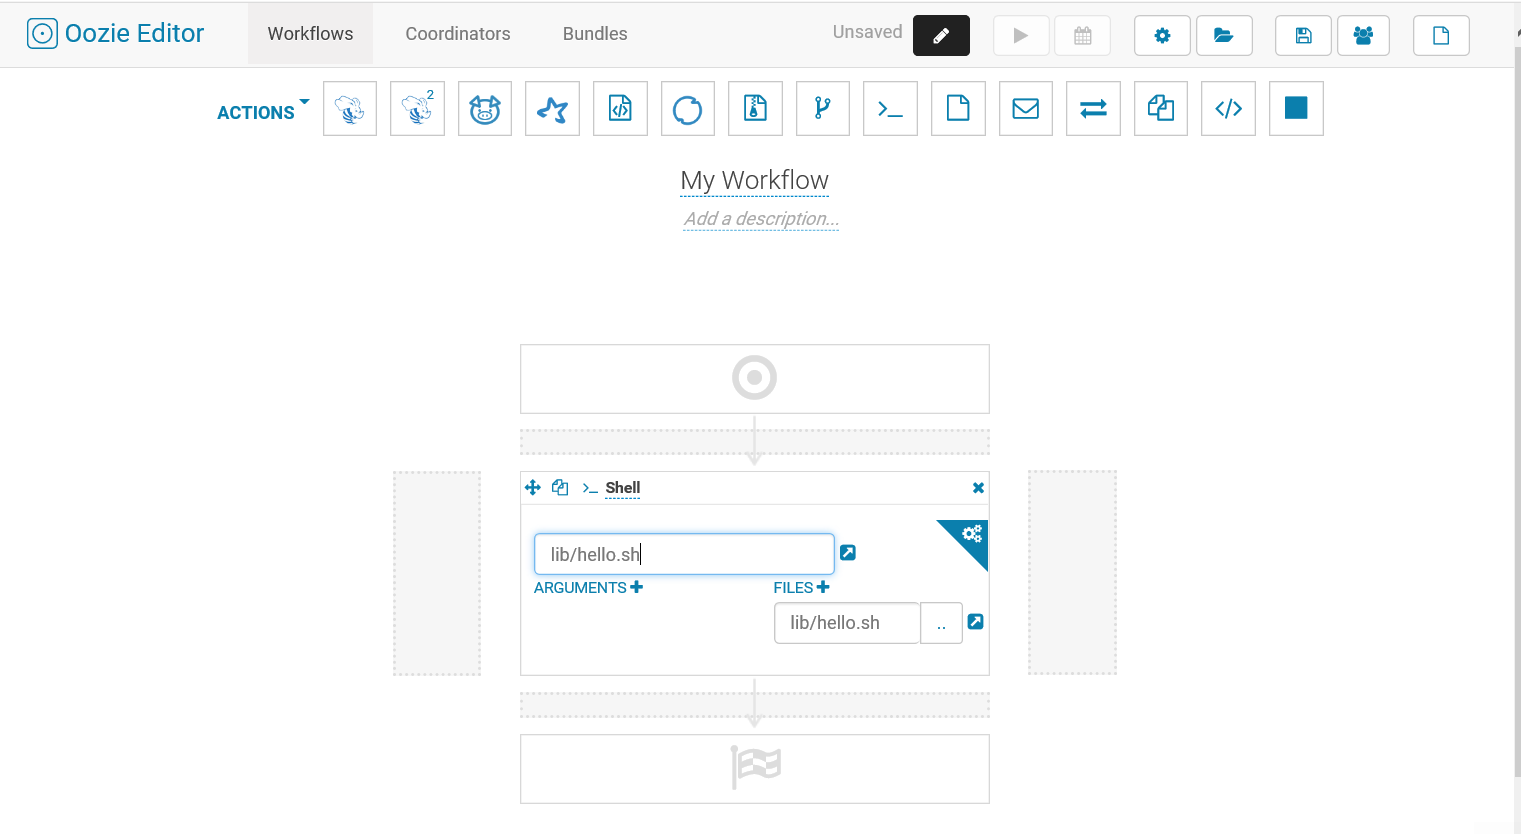 Oozie Editor Workflows Coordinators Bundles Unsaved
ACTIONS 2
My Workflow
Add a description...
>_ Shell
lib/hello.sh
ARGUMENTS FILES
lib/hello.sh ..